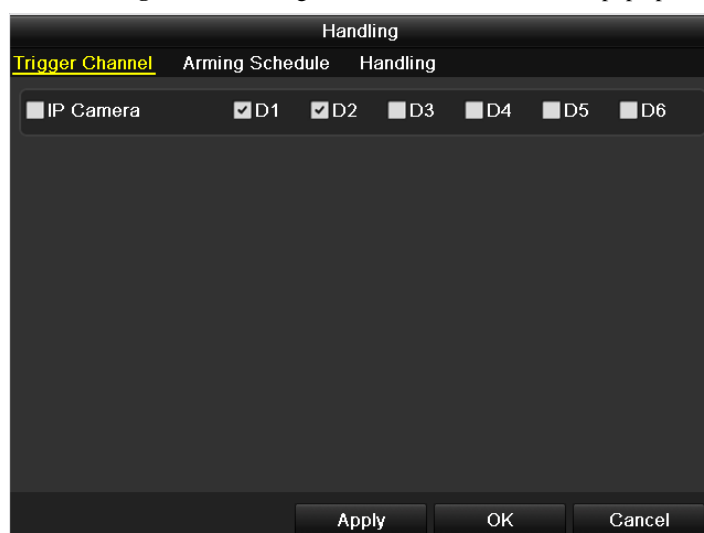 Handling
Trigger Channel Arming Schedule Handling
IP Camera D1 D2 D3 D4 D5 D6
Apply OK Cancel